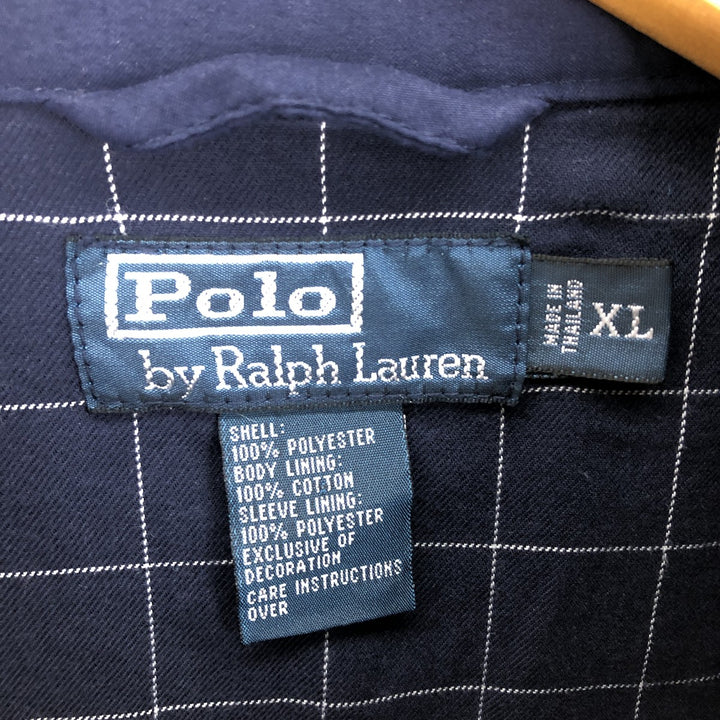 Polo
by Ralph Lauren
MADE IN
THAILAND
XL
SHELL:
100% POLYESTER
BODY LINING:
100% COTTON
SLEEVE LINING:
100% POLYESTER
EXCLUSIVE OF
DECORATION
CARE INSTRUCTIONS
OVER